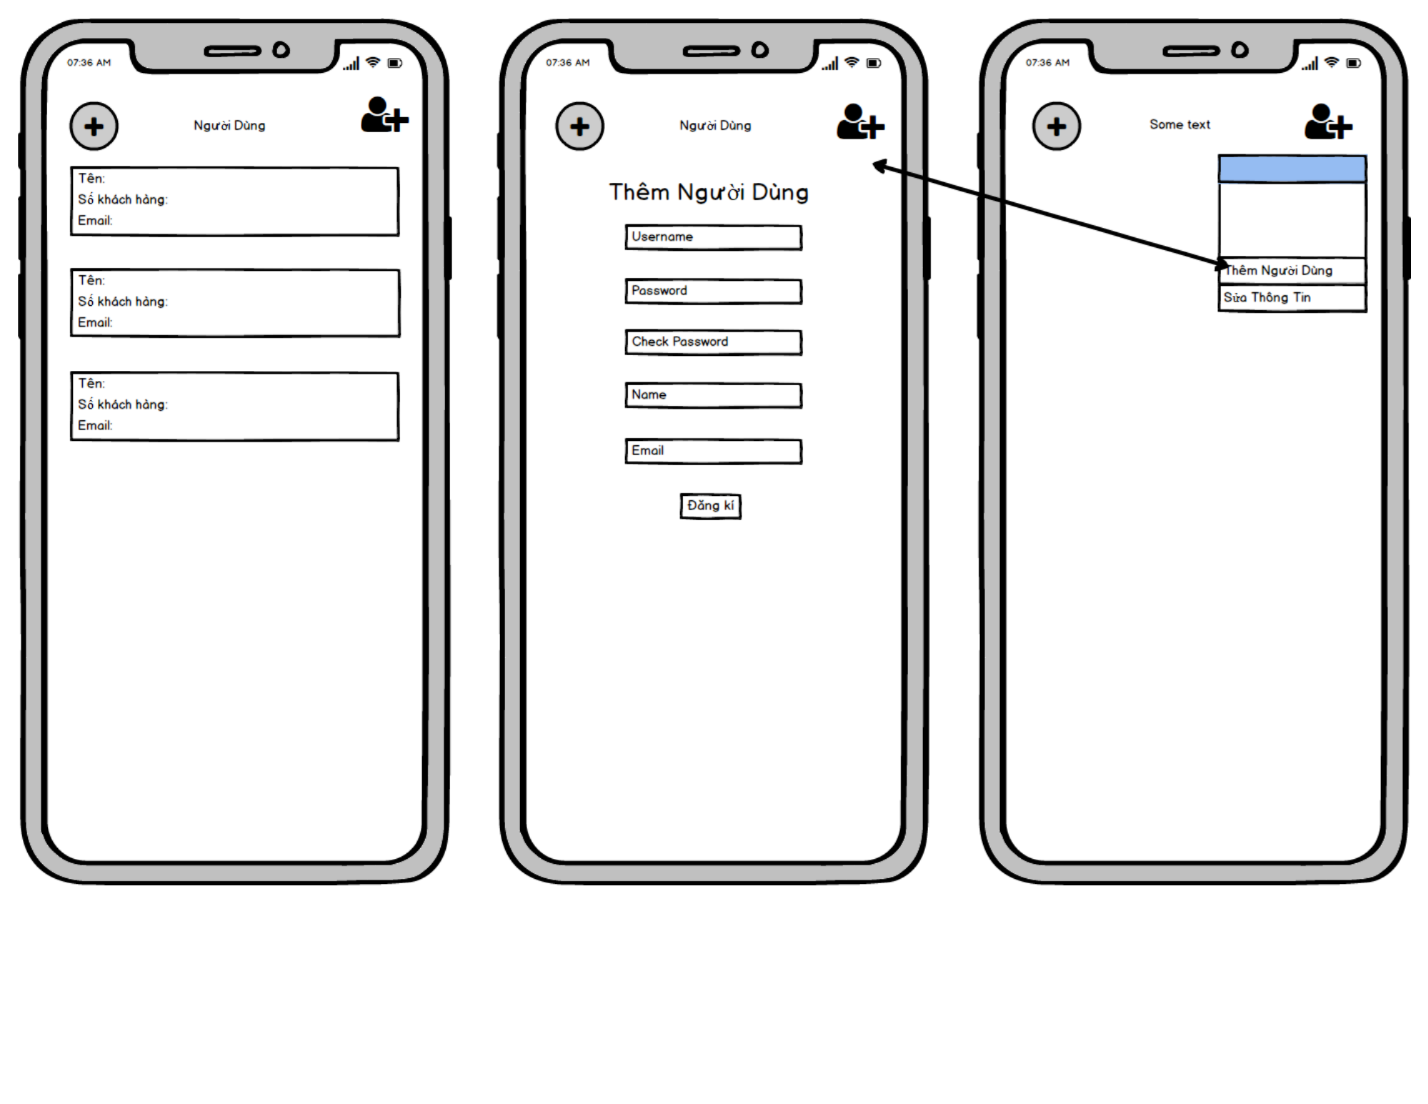 07:36 AM
Người Dùng
Tên:
Số khách hàng:
Email:
Tên:
Số khách hàng:
Email:
Tên:
Số khách hàng:
Email:
07:36 AM
Người Dùng
Thêm Người Dùng
Username
Password
Check Password
Name
Email
Đăng kí
07:36 AM
Some text
Thêm Người Dùng
Sửa Thông Tin